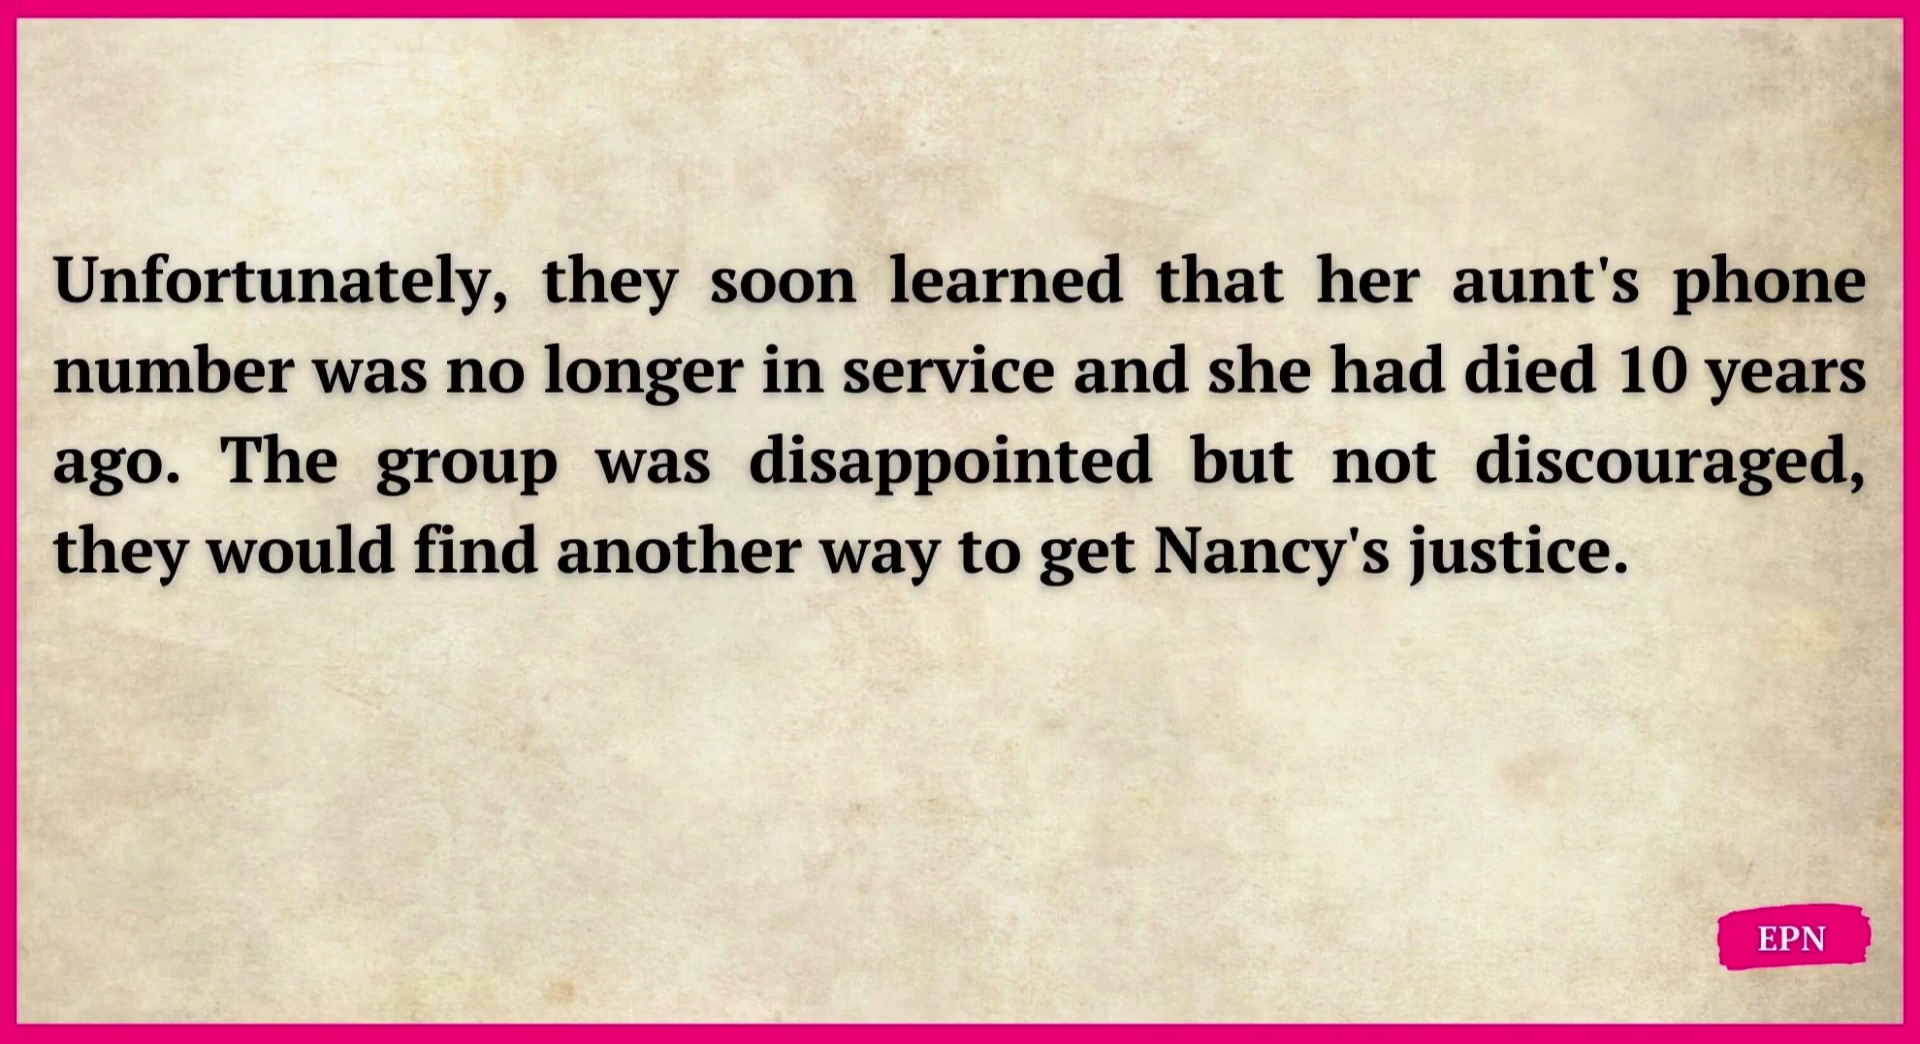 Unfortunately, they soon learned that her aunt's phone
number was no longer in service and she had died 10 years
ago. The group was disappointed but not discouraged,
they would find another way to get Nancy's justice.
EPN